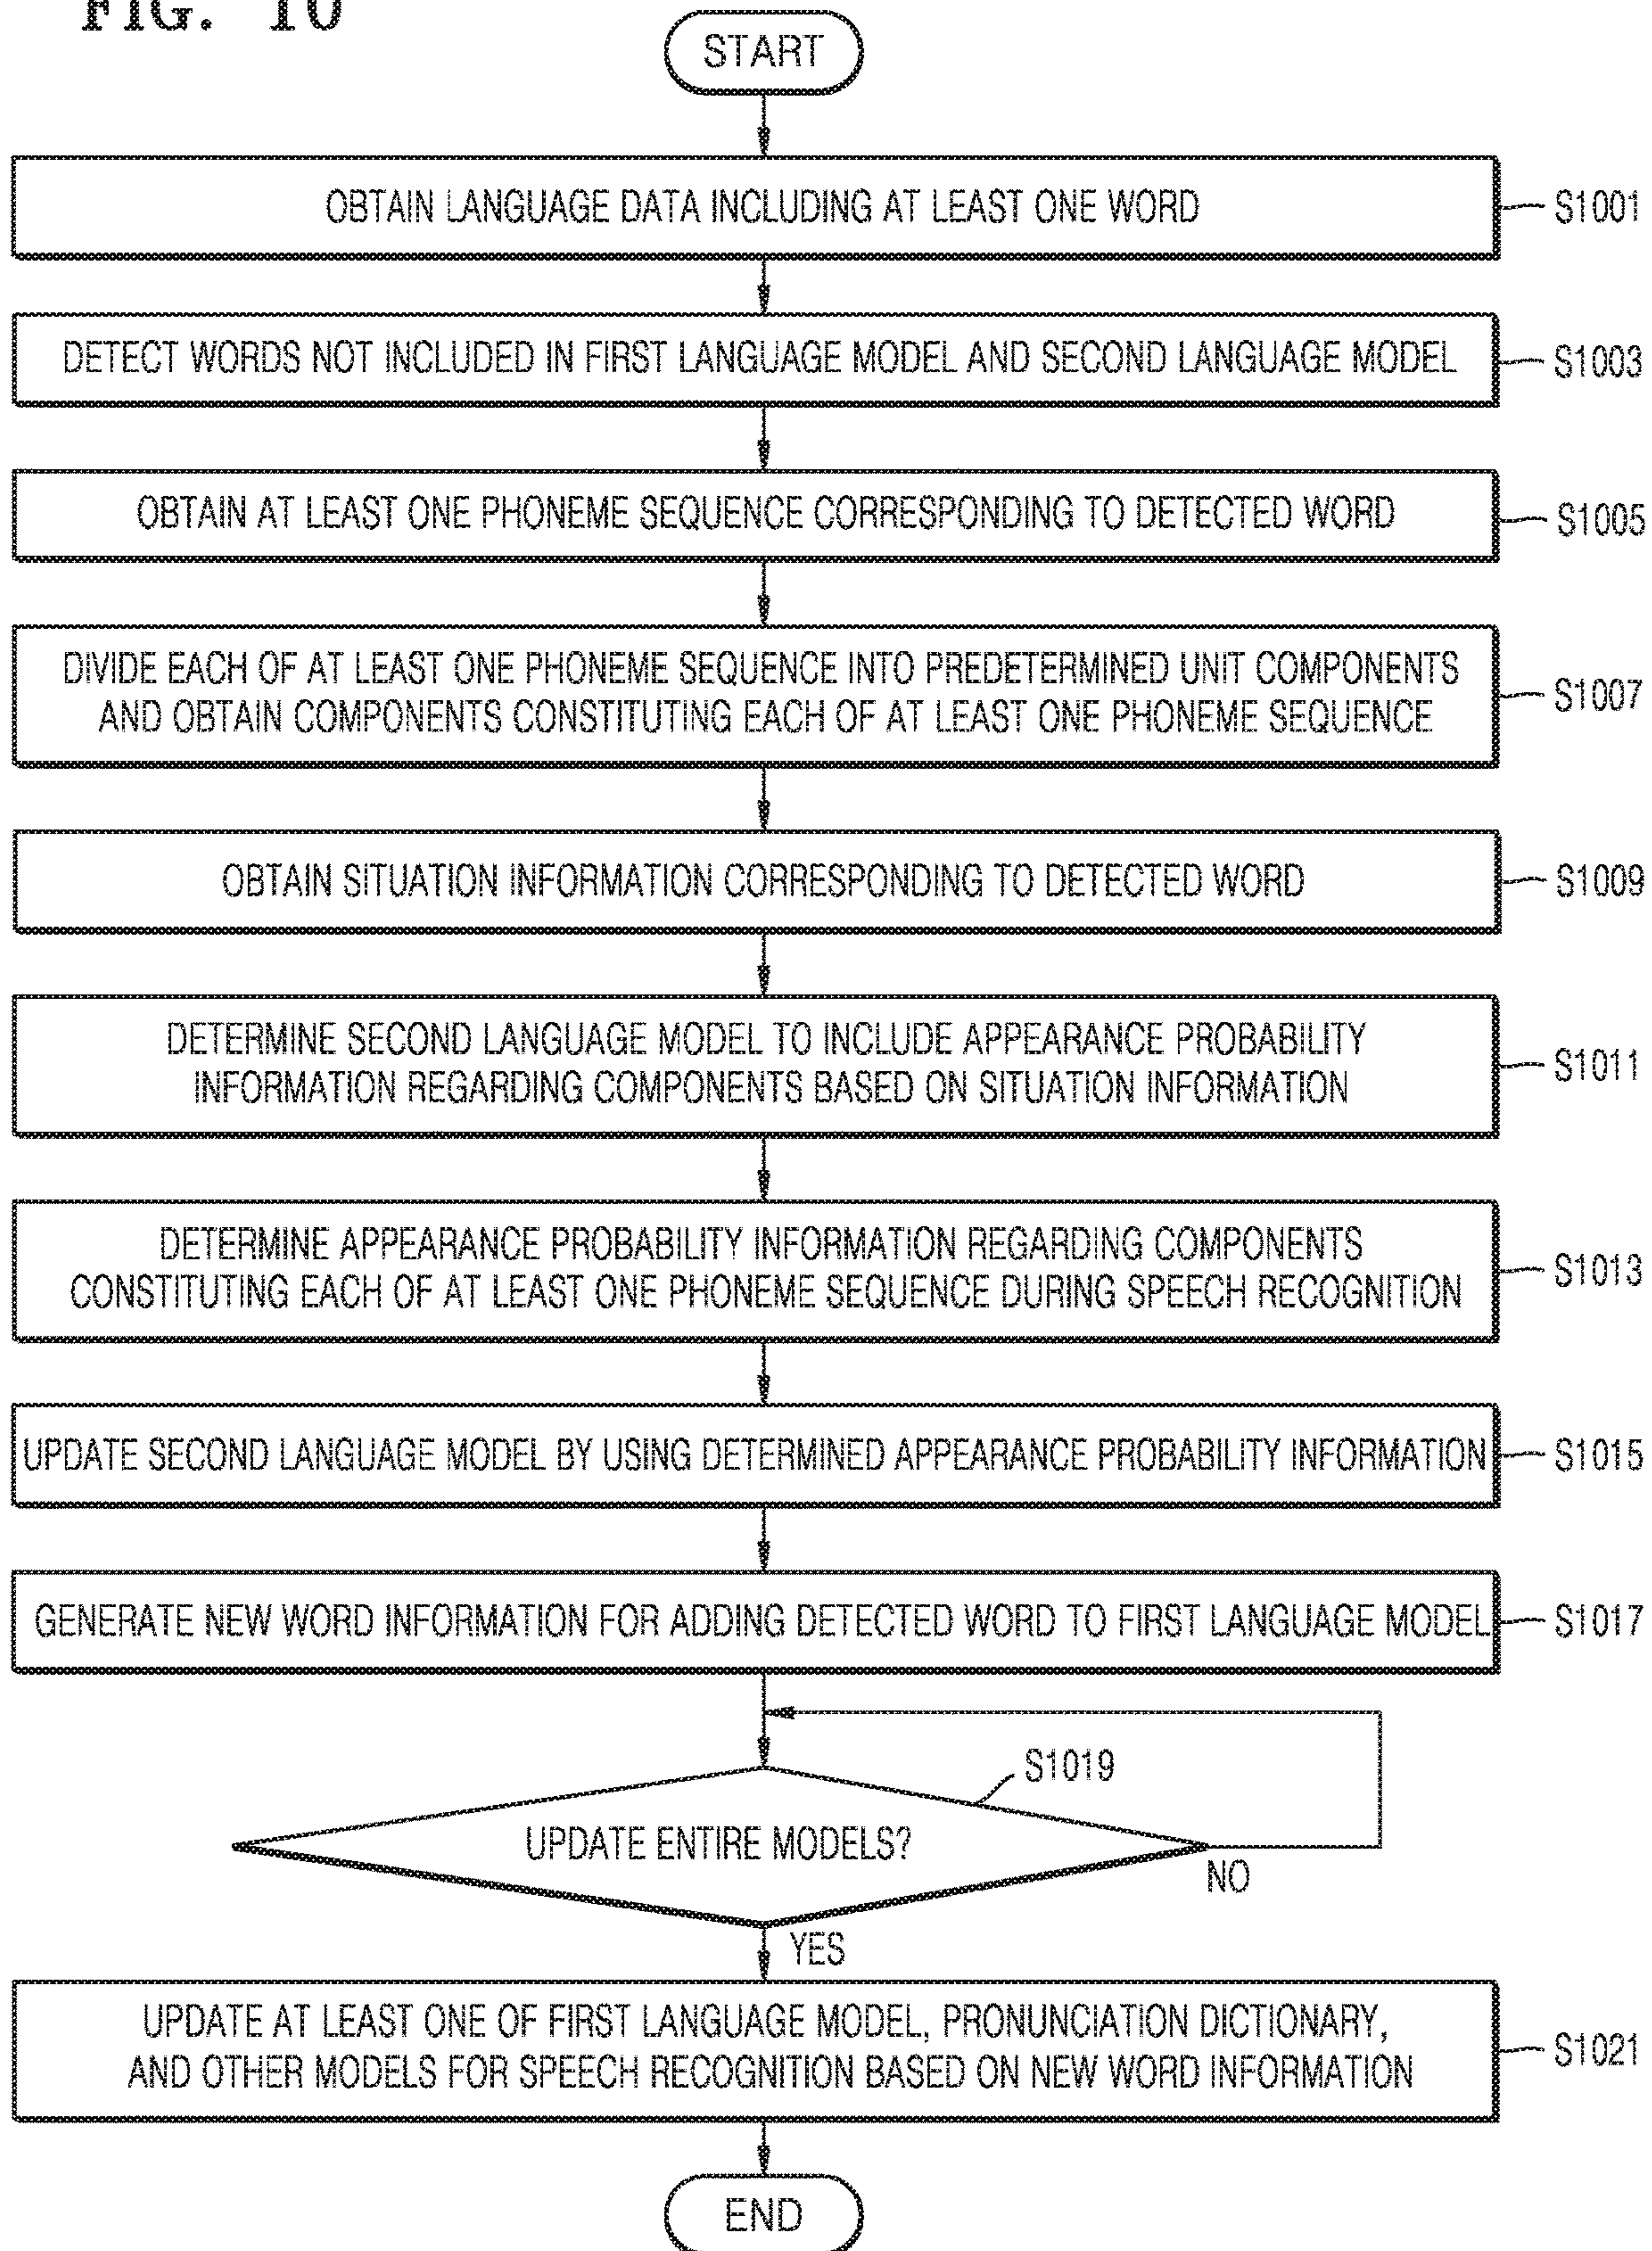 FIG. 10
START
OBTAIN LANGUAGE DATA INCLUDING AT LEAST ONE WORD
S1001
DETECT WORDS NOT INCLUDED IN FIRST LANGUAGE MODEL AND SECOND LANGUAGE MODEL
S1003
OBTAIN AT LEAST ONE PHONEME SEQUENCE CORRESPONDING TO DETECTED WORD
S1005
DIVIDE EACH OF AT LEAST ONE PHONEME SEQUENCE INTO PREDETERMINED UNIT COMPONENTS
AND OBTAIN COMPONENTS CONSTITUTING EACH OF AT LEAST ONE PHONEME SEQUENCE
S1007
OBTAIN SITUATION INFORMATION CORRESPONDING TO DETECTED WORD
S1009
DETERMINE SECOND LANGUAGE MODEL TO INCLUDE APPEARANCE PROBABILITY
INFORMATION REGARDING COMPONENTS BASED ON SITUATION INFORMATION
S1011
DETERMINE APPEARANCE PROBABILITY INFORMATION REGARDING COMPONENTS
CONSTITUTING EACH OF AT LEAST ONE PHONEME SEQUENCE DURING SPEECH RECOGNITION
S1013
UPDATE SECOND LANGUAGE MODEL BY USING DETERMINED APPEARANCE PROBABILITY INFORMATION
S1015
GENERATE NEW WORD INFORMATION FOR ADDING DETECTED WORD TO FIRST LANGUAGE MODEL
S1017
S1019
UPDATE ENTIRE MODELS?
NO
YES
UPDATE AT LEAST ONE OF FIRST LANGUAGE MODEL, PRONUNCIATION DICTIONARY,
AND OTHER MODELS FOR SPEECH RECOGNITION BASED ON NEW WORD INFORMATION
S1021
END